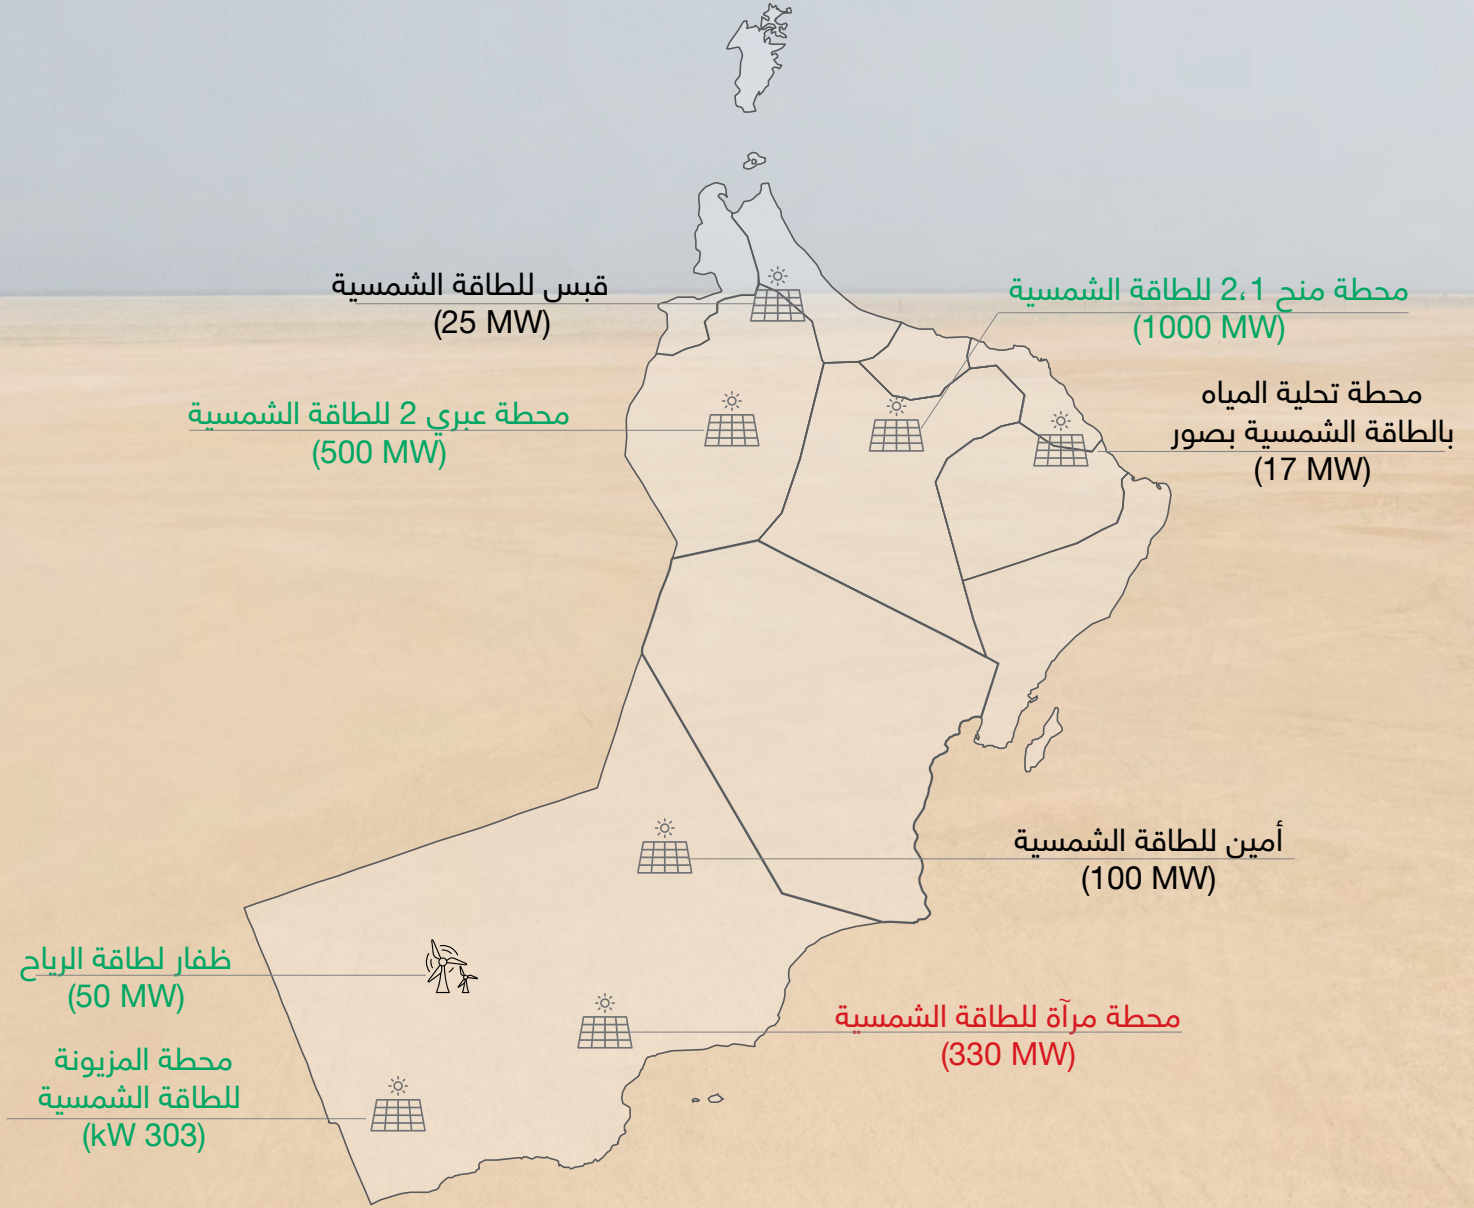 قبس للطاقة الشمسية
(25 MW)
محطة منح 2،1 للطاقة الشمسية
(1000 MW)
محطة تحلية المياه
بالطاقة الشمسية بصور
(17 MW)
محطة عبري 2 للطاقة الشمسية
(500 MW)
أمين للطاقة الشمسية
(100 MW)
ظفار لطاقة الرياح
(50 MW)
محطة مرآة للطاقة الشمسية
(330 MW)
محطة المزيونة
للطاقة الشمسية
(kW 303)